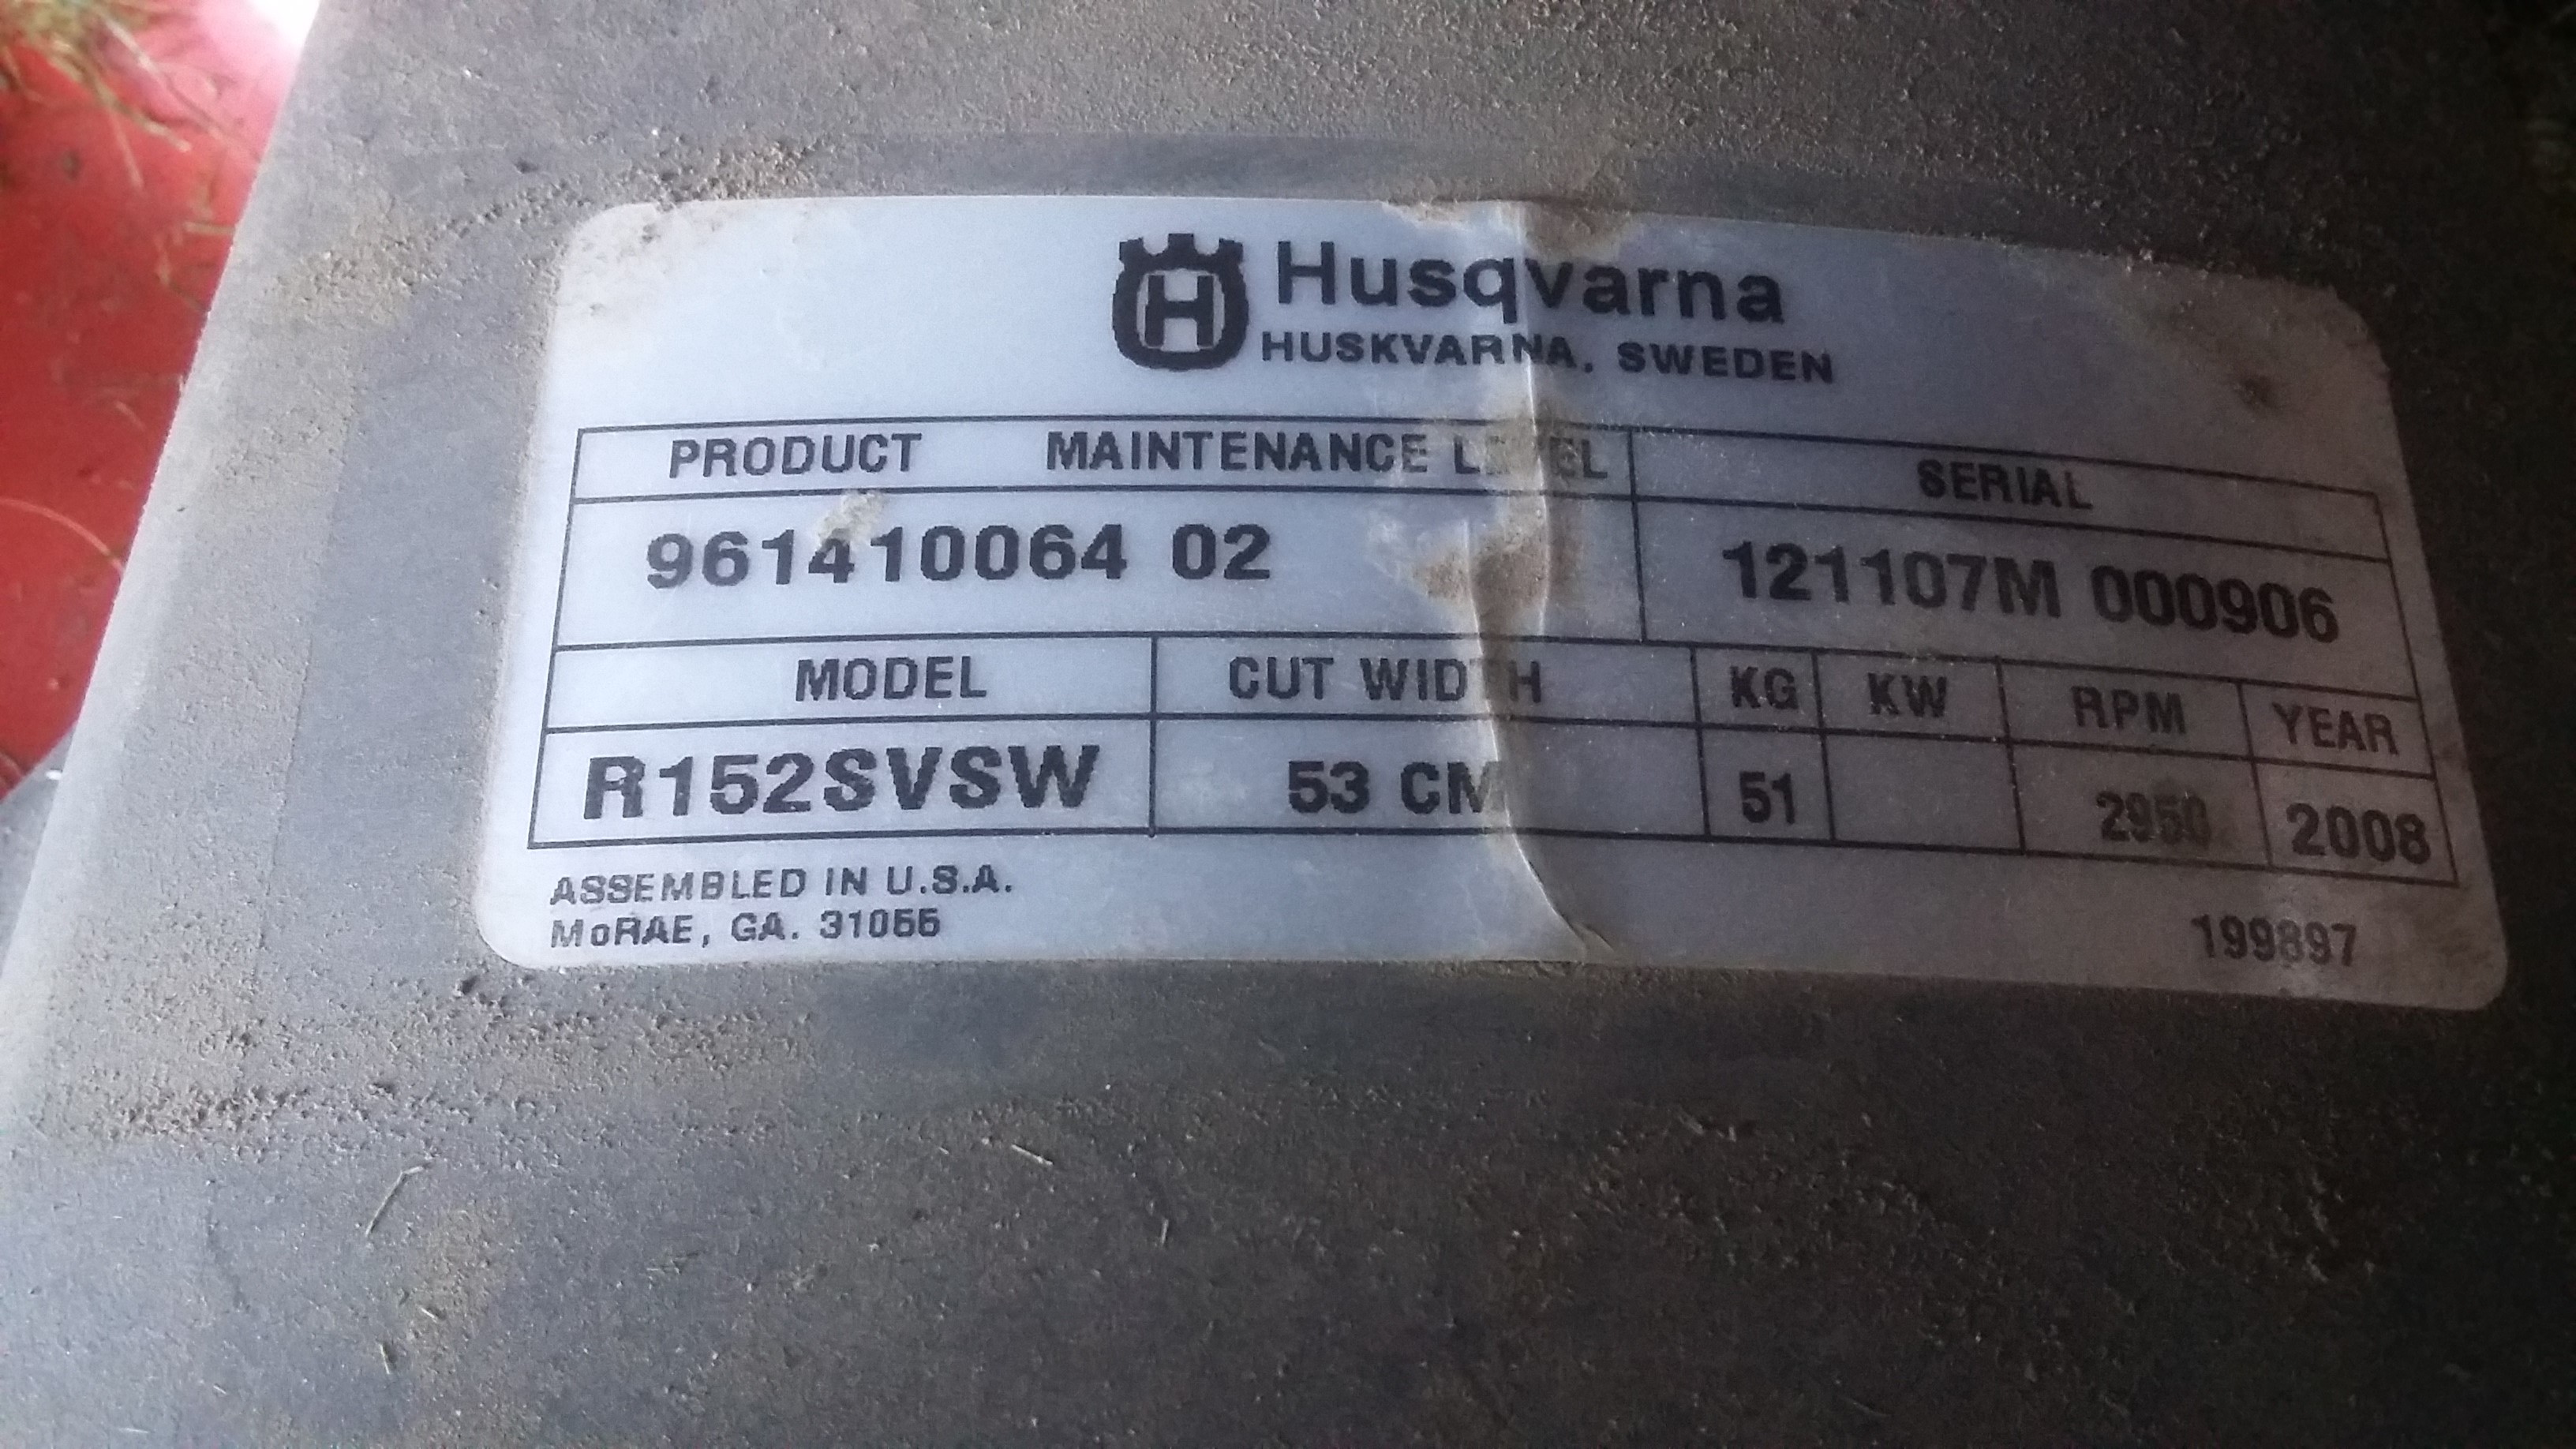 Husqvarna
HUSKVARNA, SWEDEN
PRODUCT MAINTENANCE LEVEL SERIAL
961410064 02 121107M 000906
MODEL CUT WIDTH KG KW RPM YEAR
R152SVSW 53 CM 51 2950 2008
ASSEMBLED IN U.S.A.
McRAE, GA. 31055
199897